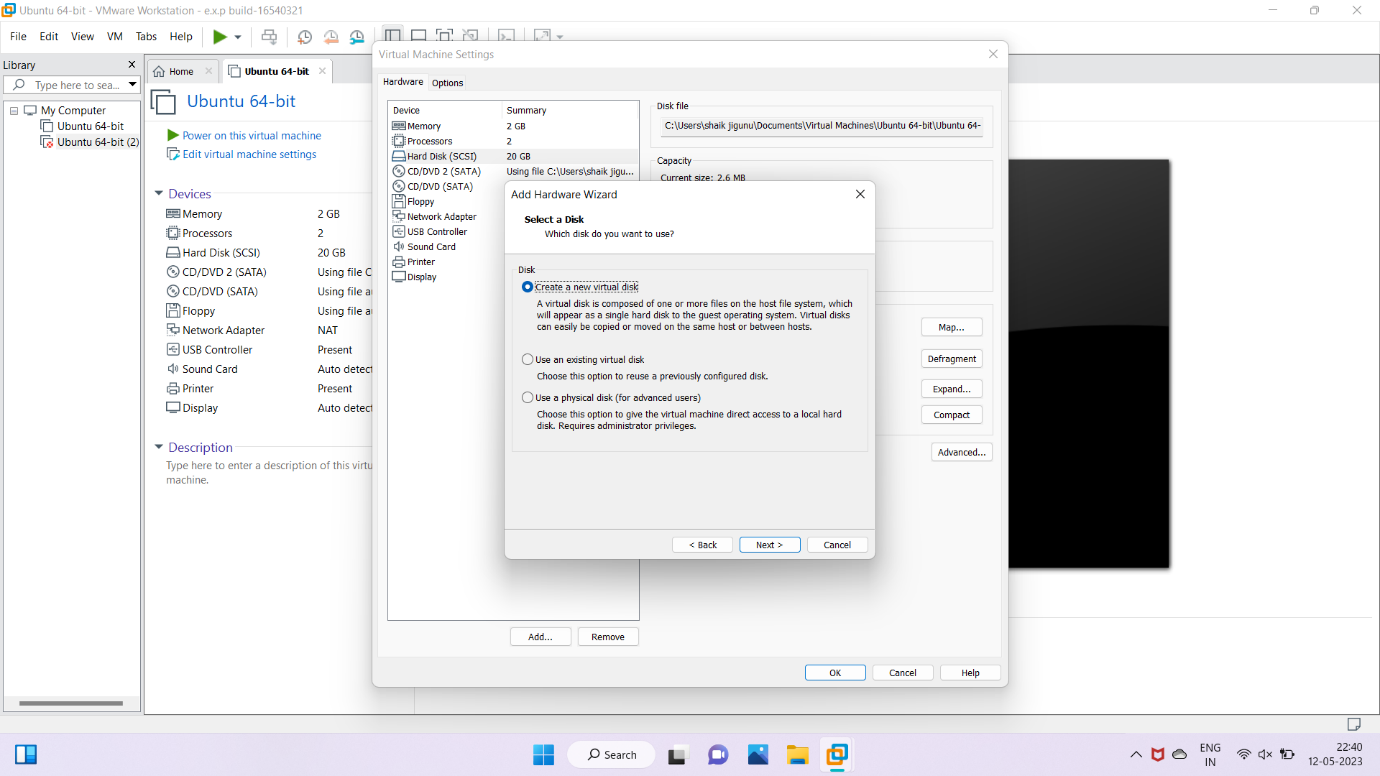 Ubuntu 64-bit - VMware Workstation - e.x.p build-16540321
File Edit View VM Tabs Help
Library
Type here to sea...
My Computer
Ubuntu 64-bit
Ubuntu 64-bit (2)
Home
Ubuntu 64-bit
Ubuntu 64-bit
Power on this virtual machine
Edit virtual machine settings
Devices
Memory 2 GB
Processors 2
Hard Disk (SCSI) 20 GB
CD/DVD 2 (SATA) Using file C
CD/DVD (SATA) Using file a
Floppy Using file a
Network Adapter NAT
USB Controller Present
Sound Card Auto detect
Printer Present
Display Auto detect
Description
Type here to enter a description of this virtu
machine.
Virtual Machine Settings
Hardware Options
Device Summary
Memory 2 GB
Processors 2
Hard Disk (SCSI) 20 GB
CD/DVD 2 (SATA) Using file C:\Users\shaik Jigu...
CD/DVD (SATA)
Floppy
Network Adapter
USB Controller
Sound Card
Printer
Display
Add... Remove
Disk file
C:\Users\shaik Jigunu\Documents\Virtual Machines\Ubuntu 64-bit\Ubuntu 64-
Capacity
Current size: 2.6 MB
Map...
Defragment
Expand...
Compact
Advanced...
OK Cancel Help
Add Hardware Wizard
Select a Disk
Which disk do you want to use?
Disk
Create a new virtual disk
A virtual disk is composed of one or more files on the host file system, which
will appear as a single hard disk to the guest operating system. Virtual disks
can easily be copied or moved on the same host or between hosts.
Use an existing virtual disk
Choose this option to reuse a previously configured disk.
Use a physical disk (for advanced users)
Choose this option to give the virtual machine direct access to a local hard
disk. Requires administrator privileges.
< Back Next > Cancel
Search
ENG
IN
22:40
12-05-2023